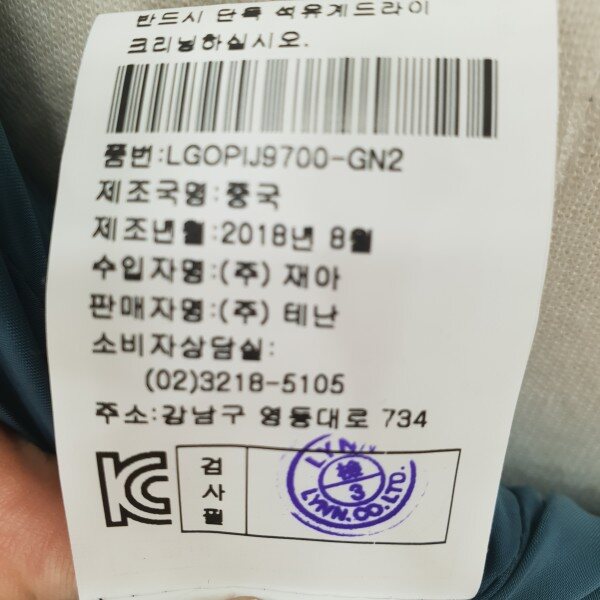 반드시 단독 석유계드라이
크리닝하실시오.
품번:LGOPIJ9700-GN2
제조국명:중국
제조년월:2018년 8월
수입자명:(주) 재아
판매자명:(주) 테난
소비자상담실:
(02)3218-5105
주소:강남구 영동대로 734
KC
검사필
LYNN
檢
3
LYNN.CO.LTD.